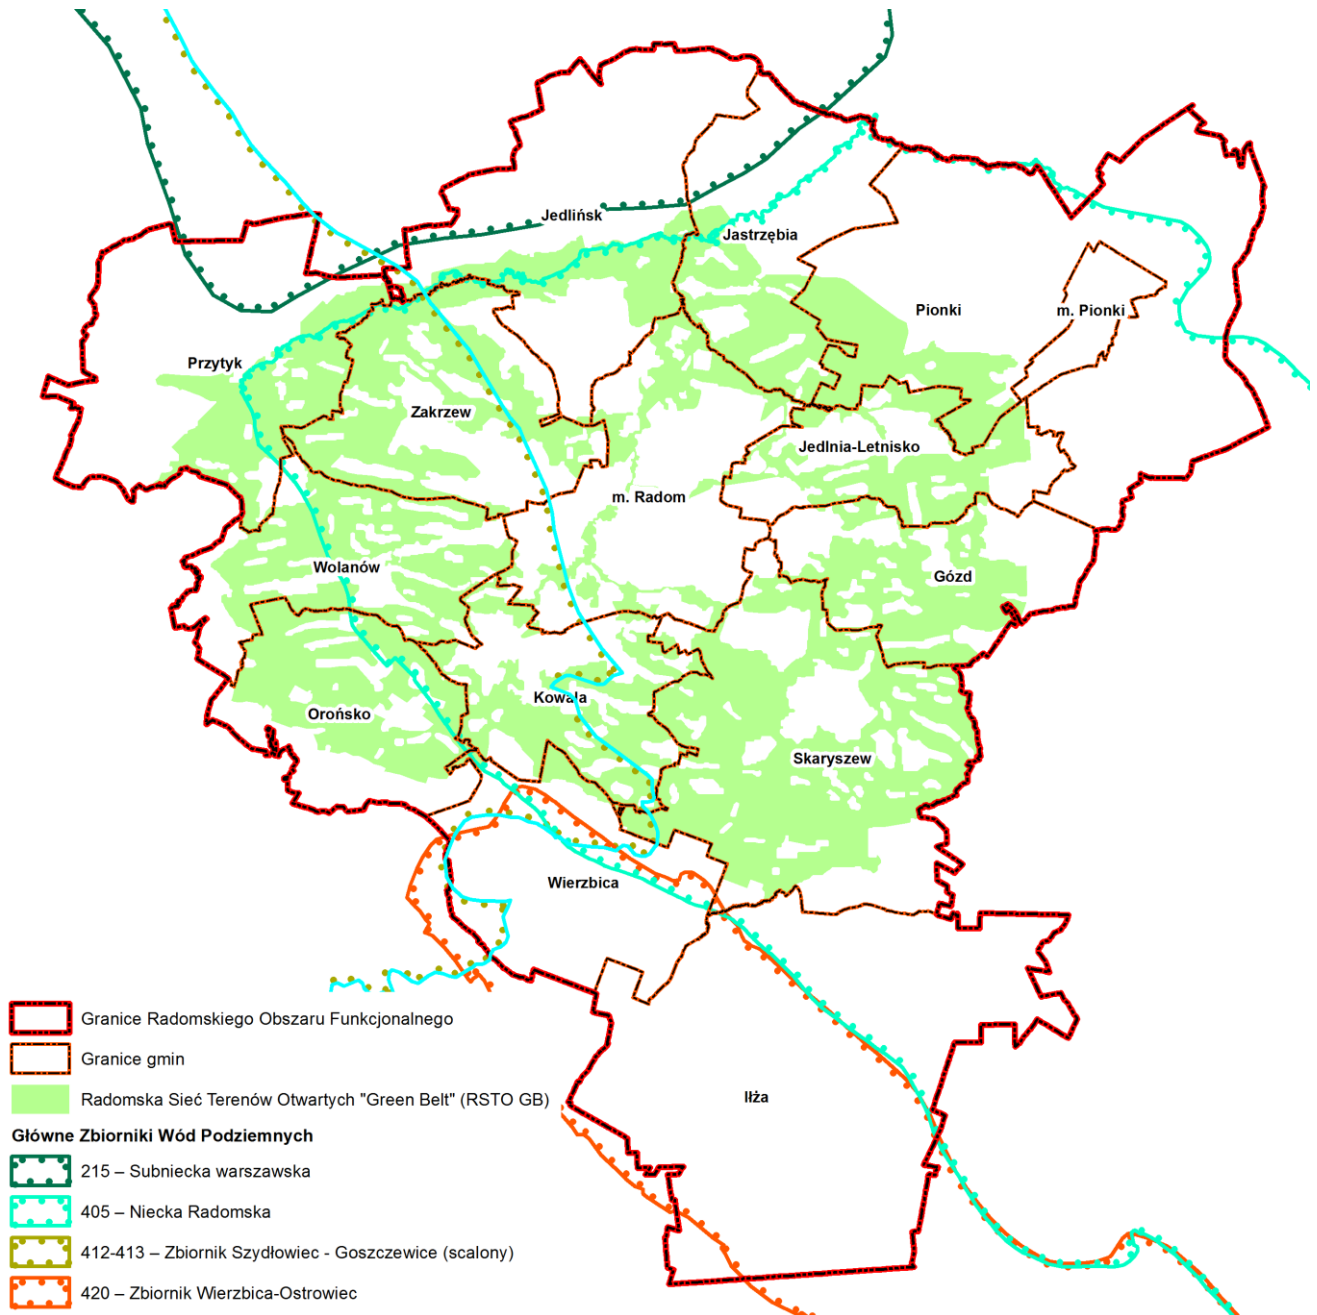 Jedlińsk
Jastrzębia
Pionki
m. Pionki
Przytyk
Zakrzew
Jedlnia-Letnisko
m. Radom
Wolanów
Gózd
Kowala
Orońsko
Skaryszew
Wierzbica
Iłża
Granice Radomskiego Obszaru Funkcjonalnego
Granice gmin
Radomska Sieć Terenów Otwartych "Green Belt" (RSTO GB)
Główne Zbiorniki Wód Podziemnych
215 – Subniecka warszawska
405 – Niecka Radomska
412-413 – Zbiornik Szydłowiec - Goszczewice (scalony)
420 – Zbiornik Wierzbica-Ostrowiec